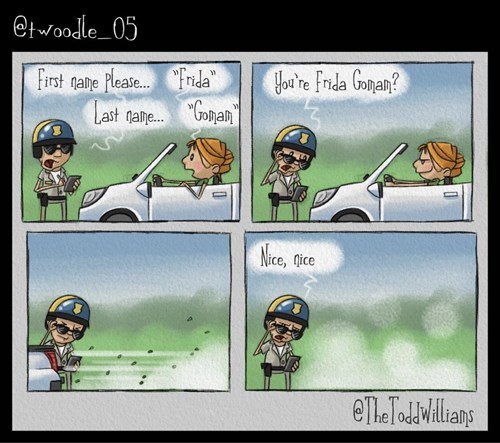 @twoodle_05
First name Please...
"Frida"
Last name...
"Gomam"
You're Frida Gomam?
Nice, nice
@TheToddWilliams